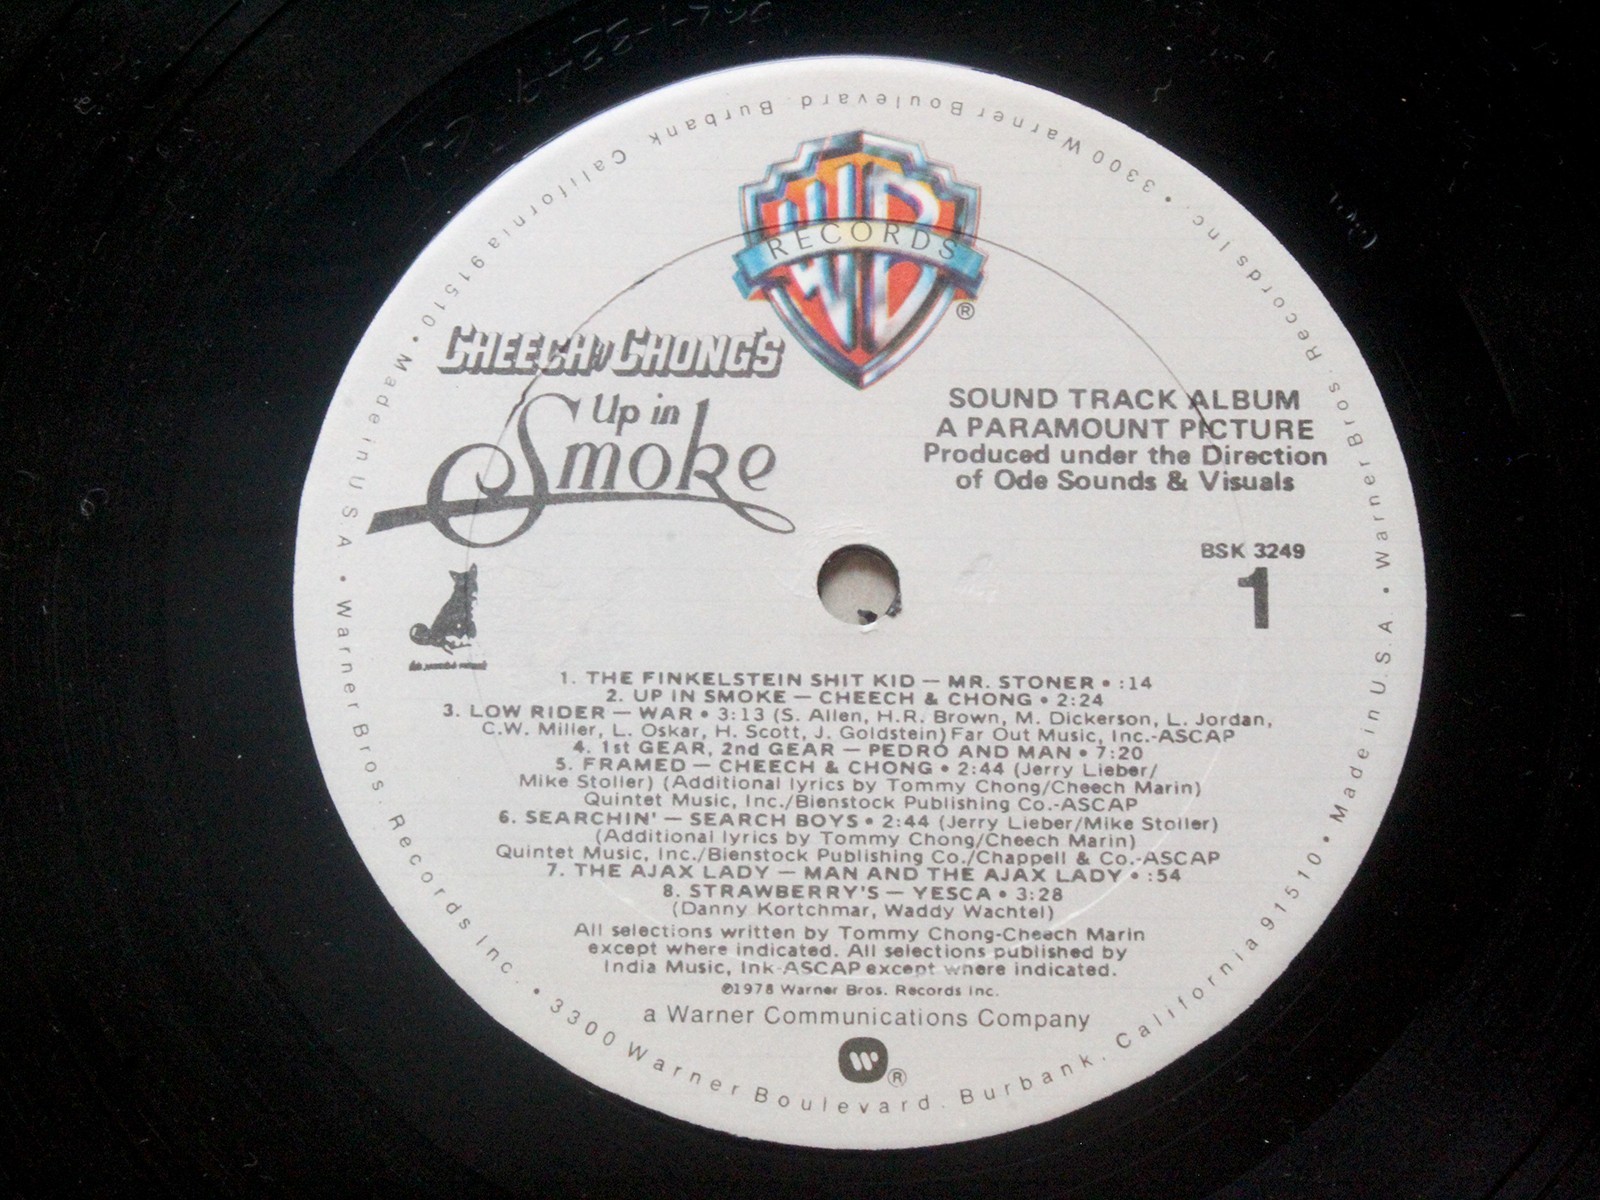 Warner Bros. Records Inc. • 3300 Warner Boulevard. Burbank. California 91510 • Made in U.S.A. • Warner Bros. Records Inc. • 3300 Warner Boulevard. Burbank. California 91510 • Made in U.S.A. •
WB
RECORDS
®
CHEECH & CHONG'S
Up in
Smoke
SOUND TRACK ALBUM
A PARAMOUNT PICTURE
Produced under the Direction
of Ode Sounds & Visuals
BSK 3249
1
1. THE FINKELSTEIN SHIT KID — MR. STONER • :14
2. UP IN SMOKE — CHEECH & CHONG • 2:24
3. LOW RIDER — WAR • 3:13 (S. Allen, H.R. Brown, M. Dickerson, L. Jordan,
C.W. Miller, L. Oskar, H. Scott, J. Goldstein) Far Out Music, Inc.-ASCAP
4. 1st GEAR, 2nd GEAR — PEDRO AND MAN • 7:20
5. FRAMED — CHEECH & CHONG • 2:44 (Jerry Lieber/
Mike Stoller) (Additional lyrics by Tommy Chong/Cheech Marin)
Quintet Music, Inc./Bienstock Publishing Co.-ASCAP
6. SEARCHIN' — SEARCH BOYS • 2:44 (Jerry Lieber/Mike Stoller)
(Additional lyrics by Tommy Chong/Cheech Marin)
Quintet Music, Inc./Bienstock Publishing Co./Chappell & Co.-ASCAP
7. THE AJAX LADY — MAN AND THE AJAX LADY • :54
8. STRAWBERRY'S — YESCA • 3:28
(Danny Kortchmar, Waddy Wachtel)
All selections written by Tommy Chong-Cheech Marin
except where indicated. All selections published by
India Music, Ink-ASCAP except where indicated.
℗1978 Warner Bros. Records Inc.
a Warner Communications Company
®